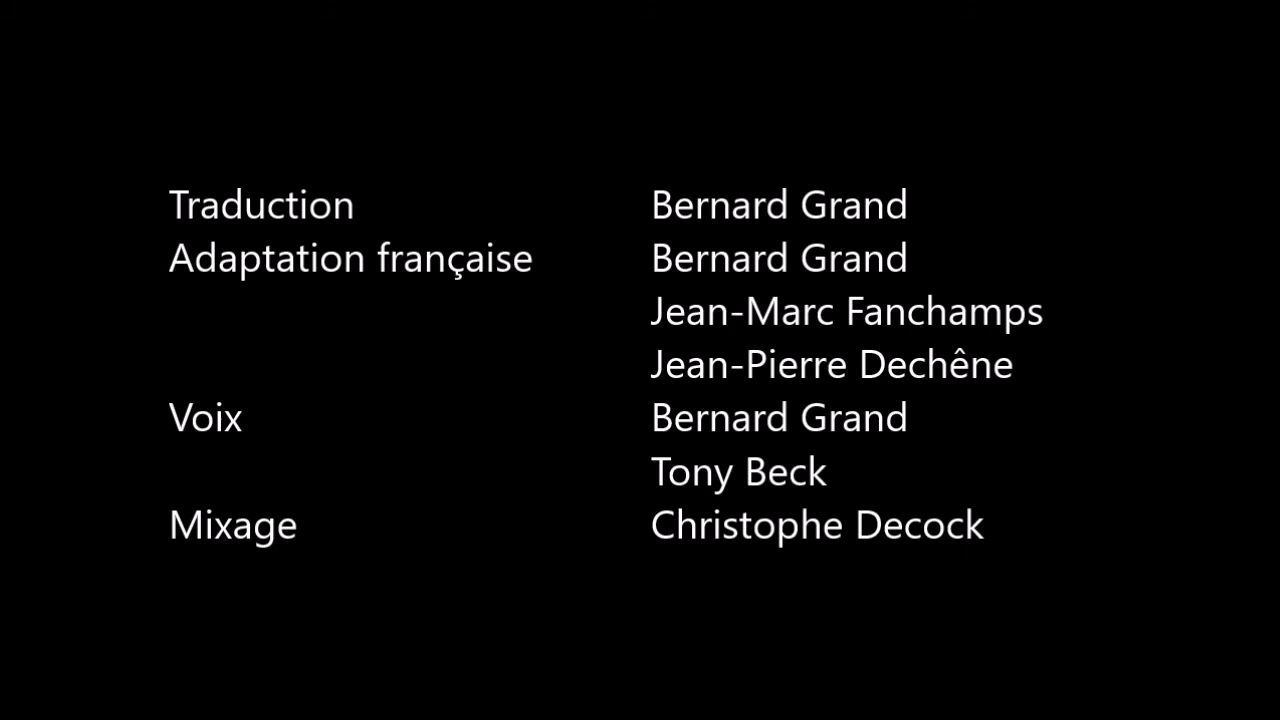 Traduction Bernard Grand
Adaptation française Bernard Grand
Jean-Marc Fanchamps
Jean-Pierre Dechêne
Voix Bernard Grand
Tony Beck
Mixage Christophe Decock